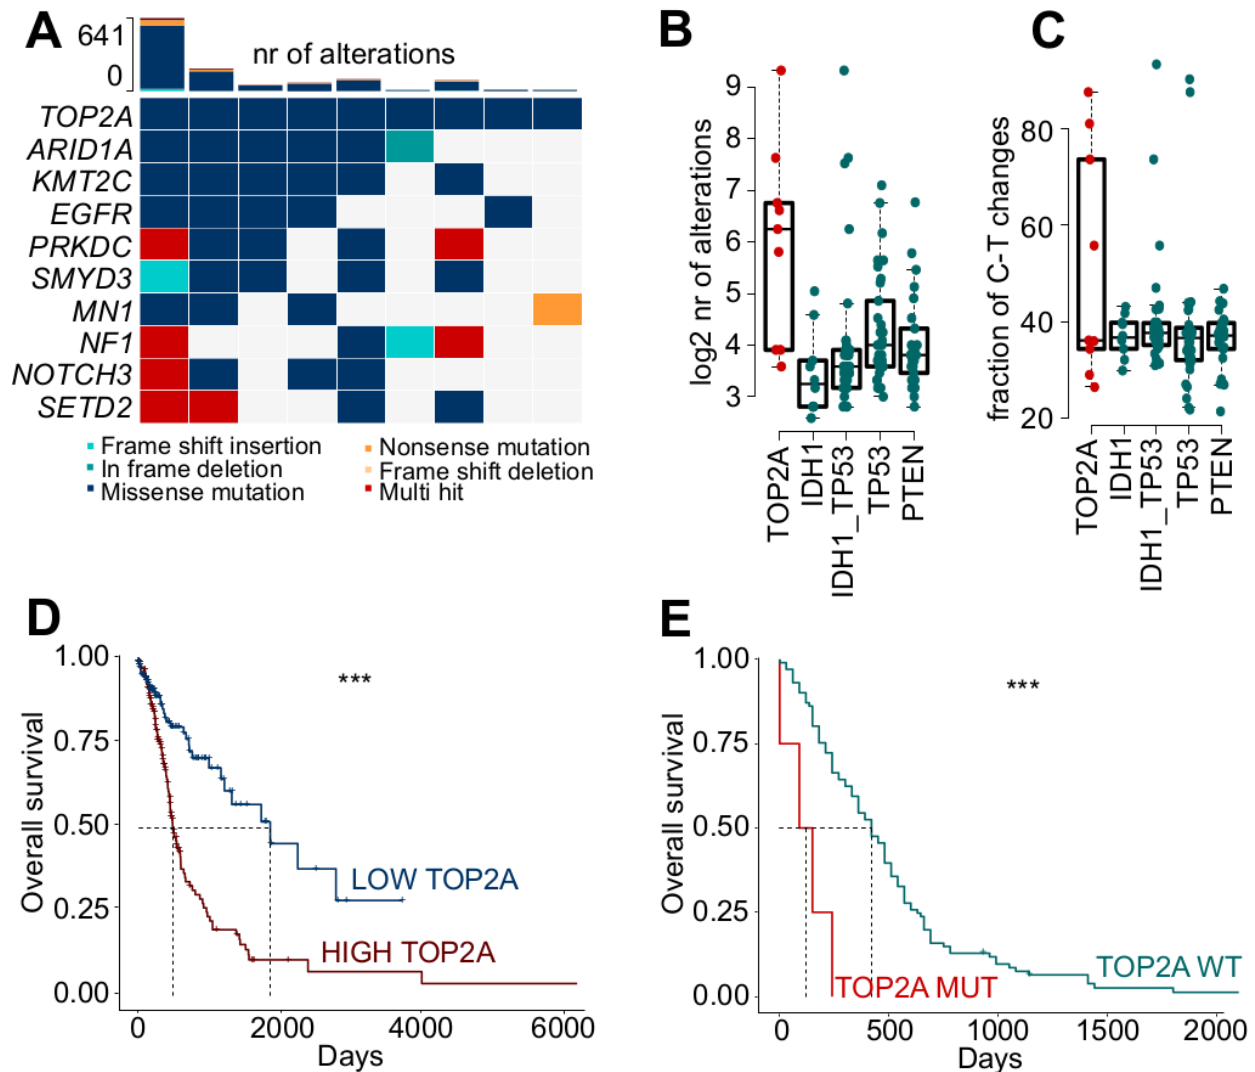 A
641
0
nr of alterations
TOP2A
ARID1A
KMT2C
EGFR
PRKDC
SMYD3
MN1
NF1
NOTCH3
SETD2
Frame shift insertion
In frame deletion
Missense mutation
Nonsense mutation
Frame shift deletion
Multi hit
B
log2 nr of alterations
9
8
7
6
5
4
3
TOP2A
IDH1
IDH1_TP53
TP53
PTEN
C
fraction of C-T changes
80
60
40
20
TOP2A
IDH1
IDH1_TP53
TP53
PTEN
D
Overall survival
1.00
0.75
0.50
0.25
0.00
***
LOW TOP2A
HIGH TOP2A
0 2000 4000 6000
Days
E
Overall survival
1.00
0.75
0.50
0.25
0.00
***
TOP2A WT
TOP2A MUT
0 500 1000 1500 2000
Days